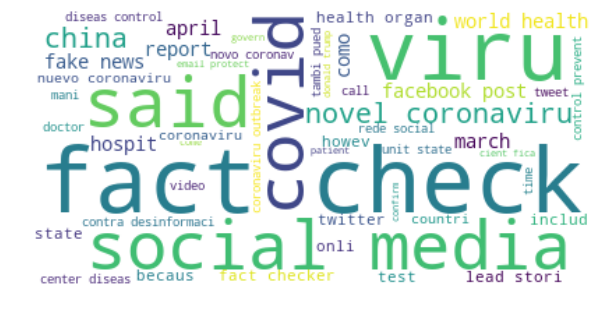 diseas control
health organ
world health
april
china
govern
covid
viru
report
novo coronav
como
fake news
email protect
tambi pued
donald trump
nuevo coronaviru
call
facebook post
tweet
control prevent
mani
said
coronaviru outbreak
novel coronaviru
doctor
coronaviru
rede social
hospit
come
howev
unit state
march
patient
cient fica
fact check
video
time
confirm
contra desinformaci
twitter
countri
includ
state
social media
onli
center diseas
becaus
fact checker
test
lead stori